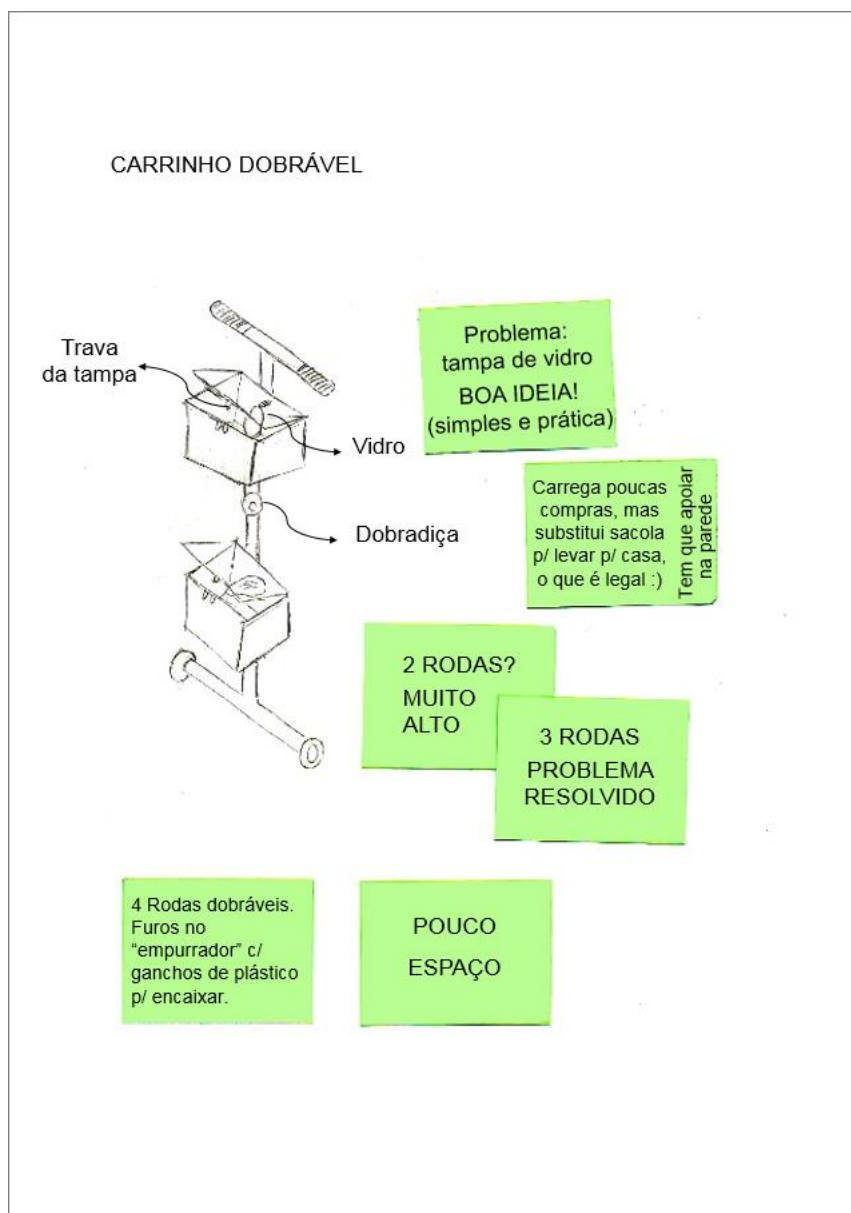 CARRINHO DOBRÁVEL
Trava
da tampa
Vidro
Dobradiça
Problema:
tampa de vidro
BOA IDEIA!
(simples e prática)
Carrega poucas
compras, mas
substitui sacola
p/ levar p/ casa,
o que é legal :)
Tem que apoiar
na parede
2 RODAS?
MUITO
ALTO
3 RODAS
PROBLEMA
RESOLVIDO
4 Rodas dobráveis.
Furos no
“empurrador” c/
ganchos de plástico
p/ encaixar.
POUCO
ESPAÇO